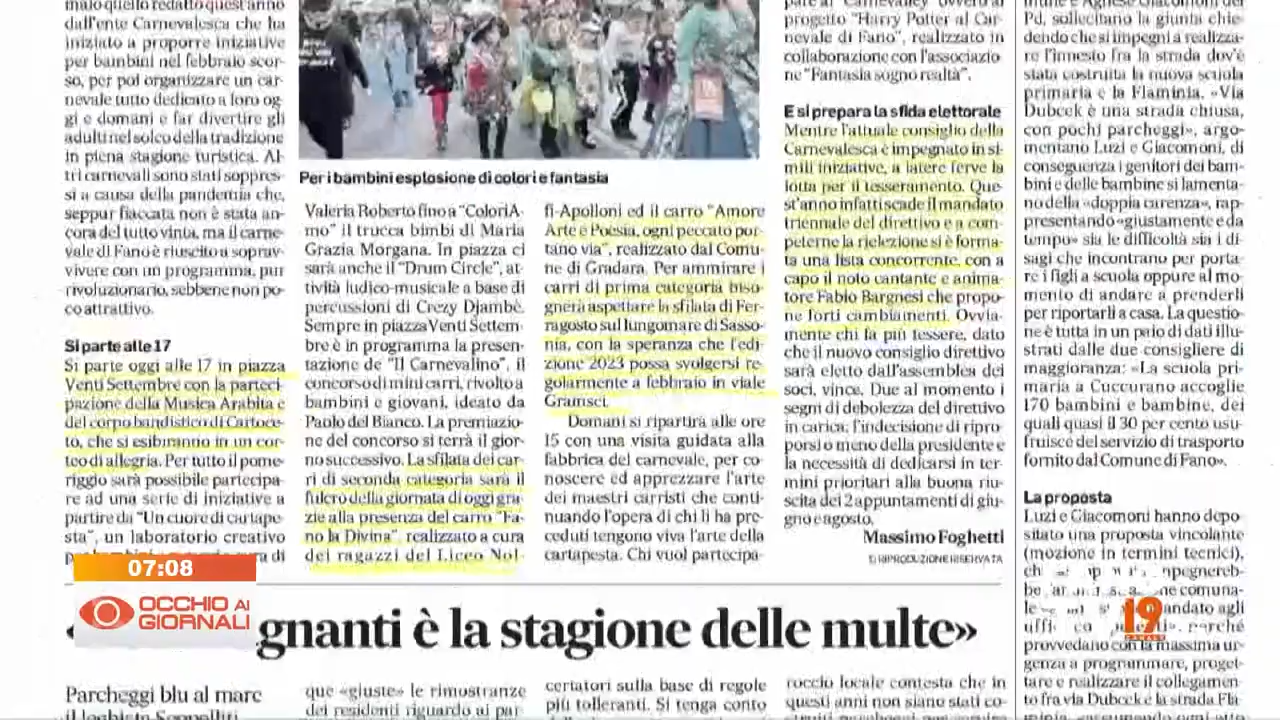 maio quello redatto quest'anno
dall'ente Carnevalesca che ha
iniziato a proporre iniziative
per bambini nel febbraio scor-
so, per poi organizzare un car-
nevale tutto dedicato a loro og-
gi e domani e far divertire gli
adulti nel solco della tradizione
in piena stagione turistica. Al-
tri carnevali sono stati soppres-
si a causa della pandemia che,
seppur fiaccata non è stata an-
cora del tutto vinta, ma il carne-
vale di Fano è riuscito a soprav-
vivere con un programma, pur
rivoluzionario, sebbene non po-
co attrattivo.
Si parte alle 17
Si parte oggi alle 17 in piazza
Venti Settembre con la parteci-
pazione della Musica Arabita e
del corpo bandistico di Cartoce-
to, che si esibiranno in un cor-
teo di allegria. Per tutto il pome-
riggio sarà possibile partecipa-
re ad una serie di iniziative a
partire da "Un cuore di cartape-
sta", un laboratorio creativo
di
Per i bambini esplosione di colori e fantasia
Valeria Roberto fino a "ColoriA-
mo" il trucca bimbi di Maria
Grazia Morgana. In piazza ci
sarà anche il "Drum Circle", at-
tività ludico-musicale a base di
percussioni di Crezy Djambè.
Sempre in piazza Venti Settem-
bre è in programma la presen-
tazione de "Il Carnevalino", il
concorso di mini carri, rivolto a
bambini e giovani, ideato da
Paolo del Bianco. La premiazio-
ne del concorso si terrà il gior-
no successivo. La sfilata dei car-
ri di seconda categoria sarà il
fulcro della giornata di oggi gra-
zie alla presenza del carro "Fa-
no la Divina", realizzato a cura
dei ragazzi del Liceo Nol-
fi-Apolloni ed il carro "Amore
Arte e Poesia, ogni peccato por-
tano via", realizzato dal Comu-
ne di Gradara. Per ammirare i
carri di prima categoria biso-
gnerà aspettare la sfilata di Fer-
ragosto sul lungomare di Sasso-
nia, con la speranza che l'edi-
zione 2023 possa svolgersi re-
golarmente a febbraio in viale
Gramsci.
Domani si ripartirà alle ore
15 con una visita guidata alla
fabbrica del carnevale, per co-
noscere ed apprezzare l'arte
dei maestri carristi che conti-
nuando l'opera di chi li ha pre-
ceduti tengono viva l'arte della
cartapesta. Chi vuol partecipa-
progetto "Harry Potter al Car-
nevale di Fano", realizzato in
collaborazione con l'associazio-
ne "Fantasia sogno realtà".
E si prepara la sfida elettorale
Mentre l'attuale consiglio della
Carnevalesca è impegnato in si-
mili iniziative, a latere ferve la
lotta per il tesseramento. Que-
st'anno infatti scade il mandato
triennale del direttivo e a com-
peterne la rielezione si è forma-
ta una lista concorrente, con a
capo il noto cantante e anima-
tore Fabio Bargnesi che propo-
ne forti cambiamenti. Ovvia-
mente chi fa più tessere, dato
che il nuovo consiglio direttivo
sarà eletto dall'assemblea dei
soci, vince. Due al momento i
segni di debolezza del direttivo
in carica: l'indecisione di ripro-
porsi o meno della presidente e
la necessità di dedicarsi in ter-
mini prioritari alla buona riu-
scita dei 2 appuntamenti di giu-
gno e agosto.
Massimo Foghetti
© RIPRODUZIONE RISERVATA
mune e Agnese Giacomoni del
Pd, sollecitano la giunta chie-
dendo che si impegni a realizza-
re l'innesto fra la strada dov'è
stata costruita la nuova scuola
primaria e la Flaminia. «Via
Dubcek è una strada chiusa,
con pochi parcheggi», argo-
mentano Luzi e Giacomoni, di
conseguenza i genitori dei bam-
bini e delle bambine si lamenta-
no della «doppia carenza», rap-
presentando «giustamente e da
tempo» sia le difficoltà sia i di-
sagi che incontrano per porta-
re i figli a scuola oppure al mo-
mento di andare a prenderli
per riportarli a casa. La questio-
ne è tutta in un paio di dati illu-
strati dalle due consigliere di
maggioranza: «La scuola pri-
maria a Cuccurano accoglie
170 bambini e bambine, dei
quali quasi il 30 per cento usu-
fruisce del servizio di trasporto
fornito dal Comune di Fano».
La proposta
Luzi e Giacomoni hanno depo-
sitato una proposta vincolante
(mozione in termini tecnici),
perché
provvedano con la massima ur-
genza a programmare, proget-
tare e realizzare il collegamen-
to fra via Dubcek e la strada Fla-
07:08
OCCHIO AI
GIORNALI
19
CANALE
gnanti è la stagione delle multe»
Parcheggi blu al mare
que «giuste» le rimostranze
dei residenti riguardo ai par-
certatori sulla base di regole
più tolleranti. Si tenga conto
roccio locale contesta che in
questi anni non siano stati co-